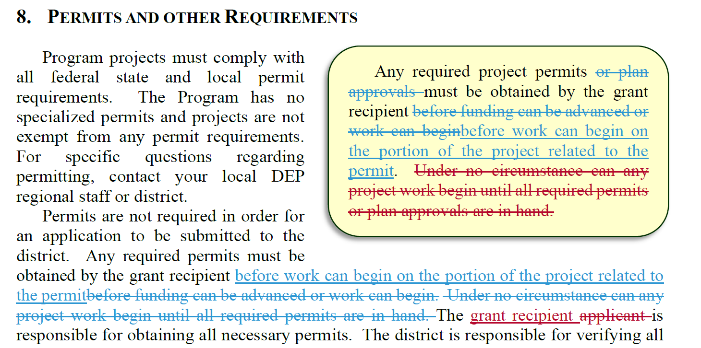 8. PERMITS AND OTHER REQUIREMENTS
Program projects must comply with
all federal state and local permit
requirements. The Program has no
specialized permits and projects are not
exempt from any permit requirements.
For specific questions regarding
permitting, contact your local DEP
regional staff or district.
Permits are not required in order for
an application to be submitted to the
district. Any required permits must be
Any required project permits or plan
approvals must be obtained by the grant
recipient before funding can be advanced or
work can beginbefore work can begin on
the portion of the project related to the
permit. Under no circumstance can any
project work begin until all required permits
or plan approvals are in hand.
obtained by the grant recipient before work can begin on the portion of the project related to
the permitbefore funding can be advanced or work can begin. Under no circumstance can any
project work begin until all required permits are in hand. The grant recipient applicant is
responsible for obtaining all necessary permits. The district is responsible for verifying all